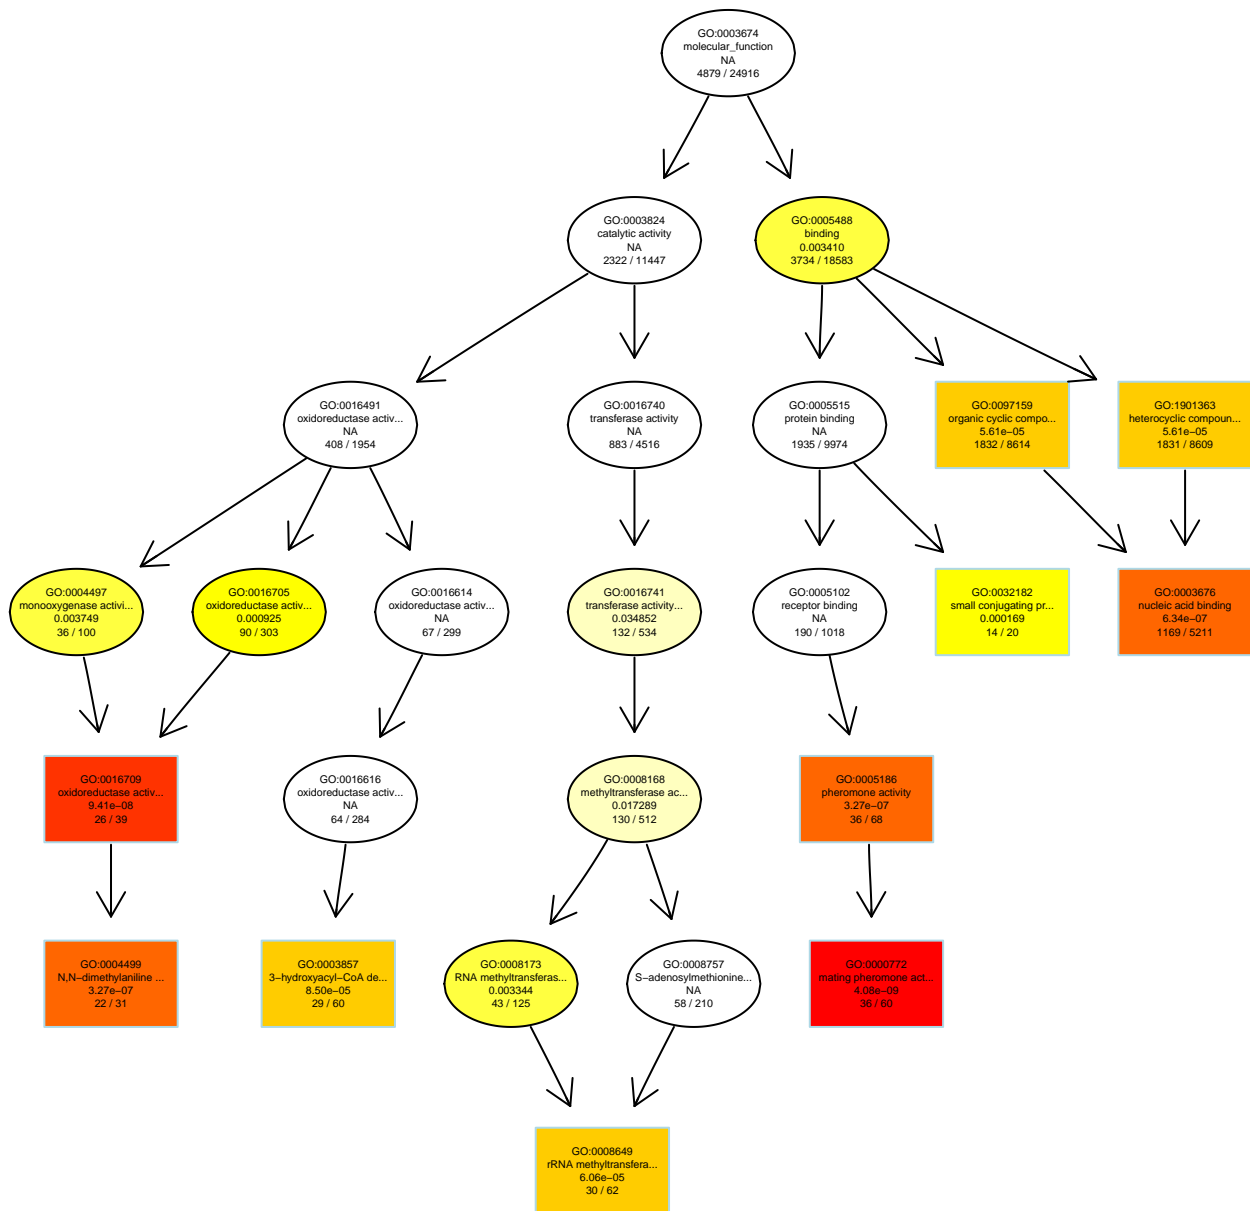 GO:0003674
molecular_function
NA
4879 / 24916
GO:0003824
catalytic activity
NA
2322 / 11447
GO:0005488
binding
0.003410
3734 / 18583
GO:0016491
oxidoreductase activ...
NA
408 / 1954
GO:0016740
transferase activity
NA
883 / 4516
GO:0005515
protein binding
NA
1935 / 9974
GO:0097159
organic cyclic compo...
5.61e−05
1832 / 8614
GO:1901363
heterocyclic compoun...
5.61e−05
1831 / 8609
GO:0004497
monooxygenase activi...
0.003749
36 / 100
GO:0016705
oxidoreductase activ...
0.000925
90 / 303
GO:0016614
oxidoreductase activ...
NA
67 / 299
GO:0016741
transferase activity...
0.034852
132 / 534
GO:0005102
receptor binding
NA
190 / 1018
GO:0032182
small conjugating pr...
0.000169
14 / 20
GO:0003676
nucleic acid binding
6.34e−07
1169 / 5211
GO:0016709
oxidoreductase activ...
9.41e−08
26 / 39
GO:0016616
oxidoreductase activ...
NA
64 / 284
GO:0008168
methyltransferase ac...
0.017289
130 / 512
GO:0005186
pheromone activity
3.27e−07
36 / 68
GO:0004499
N,N−dimethylaniline ...
3.27e−07
22 / 31
GO:0003857
3−hydroxyacyl−CoA de...
8.50e−05
29 / 60
GO:0008173
RNA methyltransferas...
0.003344
43 / 125
GO:0008757
S−adenosylmethionine...
NA
58 / 210
GO:0000772
mating pheromone act...
4.08e−09
36 / 60
GO:0008649
rRNA methyltransfera...
6.06e−05
30 / 62